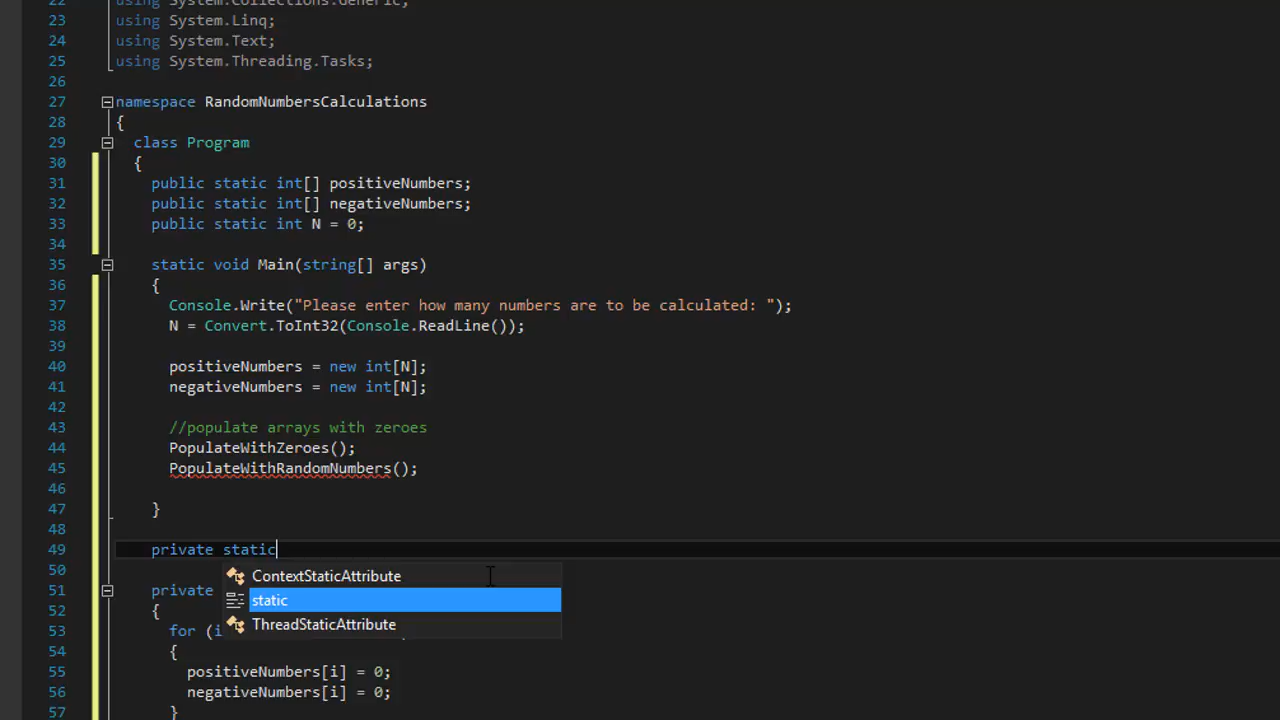 22 using System.Collections.Generic;
23 using System.Linq;
24 using System.Text;
25 using System.Threading.Tasks;
26
27 namespace RandomNumbersCalculations
28 {
29 class Program
30 {
31 public static int[] positiveNumbers;
32 public static int[] negativeNumbers;
33 public static int N = 0;
34
35 static void Main(string[] args)
36 {
37 Console.Write("Please enter how many numbers are to be calculated: ");
38 N = Convert.ToInt32(Console.ReadLine());
39
40 positiveNumbers = new int[N];
41 negativeNumbers = new int[N];
42
43 //populate arrays with zeroes
44 PopulateWithZeroes();
45 PopulateWithRandomNumbers();
46
47 }
48
49 private static
50
ContextStaticAttribute
51 private
static
52 {
53 for (i
ThreadStaticAttribute
54 {
55 positiveNumbers[i] = 0;
56 negativeNumbers[i] = 0;
57 }